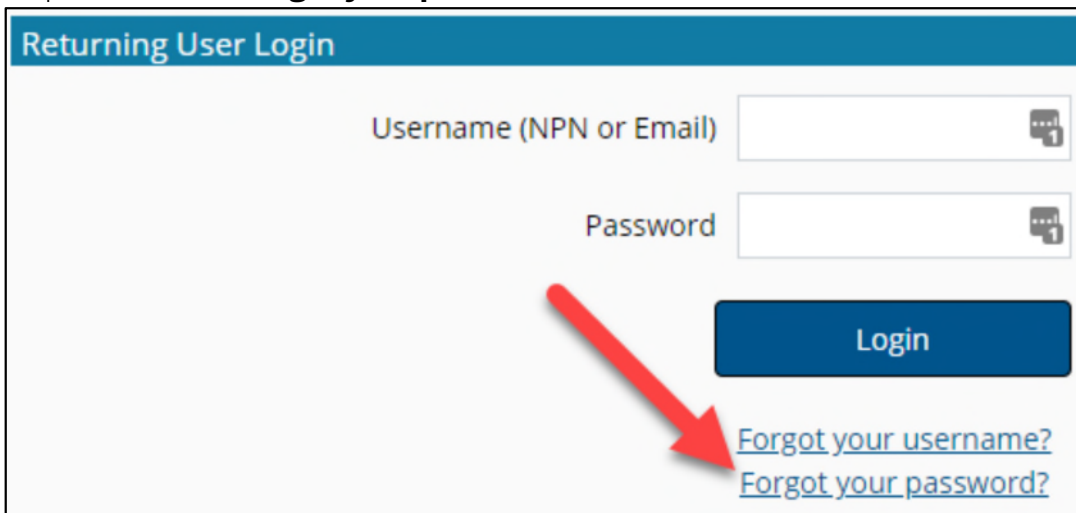 Returning User Login
Username (NPN or Email)
Password
Login
Forgot your username?
Forgot your password?